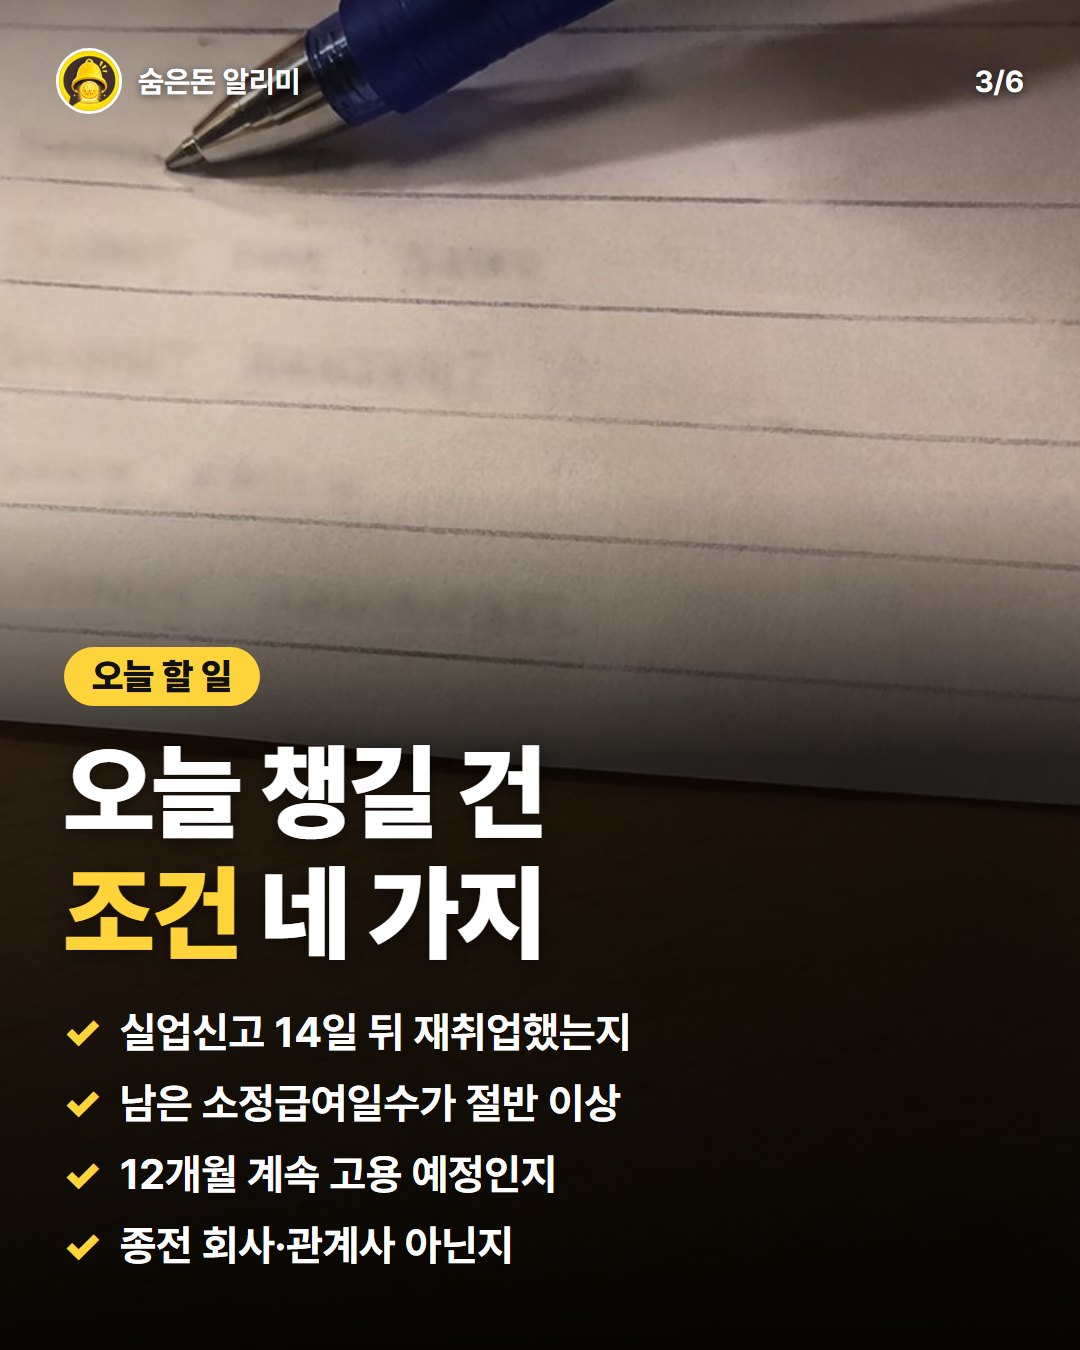 숨은돈 알리미
3/6
오늘 할 일
오늘 챙길 건
조건 네 가지
실업신고 14일 뒤 재취업했는지
남은 소정급여일수가 절반 이상
12개월 계속 고용 예정인지
종전 회사·관계사 아닌지